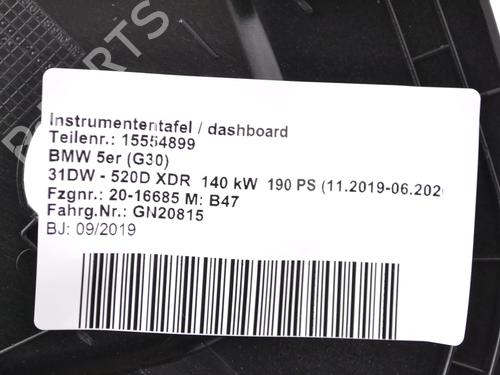 Instrumententafel / dashboard
Teilenr.: 15554899
BMW 5er (G30)
31DW - 520D XDR 140 kW 190 PS (11.2019-06.202
Fzgnr.: 20-16685 M: B47
Fahrg.Nr.: GN20815
BJ: 09/2019